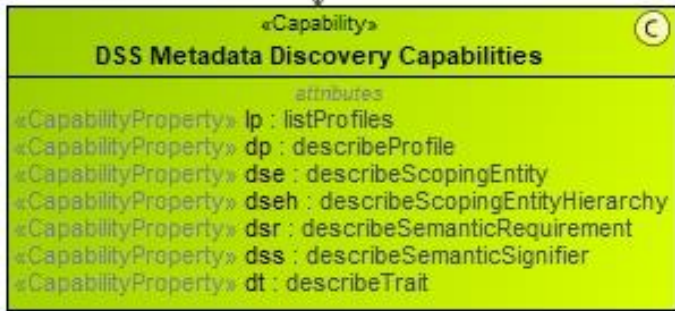 «Capability»
C
DSS Metadata Discovery Capabilities
attributes
«CapabilityProperty» lp : listProfiles
«CapabilityProperty» dp : describeProfile
«CapabilityProperty» dse : describeScopingEntity
«CapabilityProperty» dseh : describeScopingEntityHierarchy
«CapabilityProperty» dsr : describeSemanticRequirement
«CapabilityProperty» dss : describeSemanticSignifier
«CapabilityProperty» dt : describeTrait